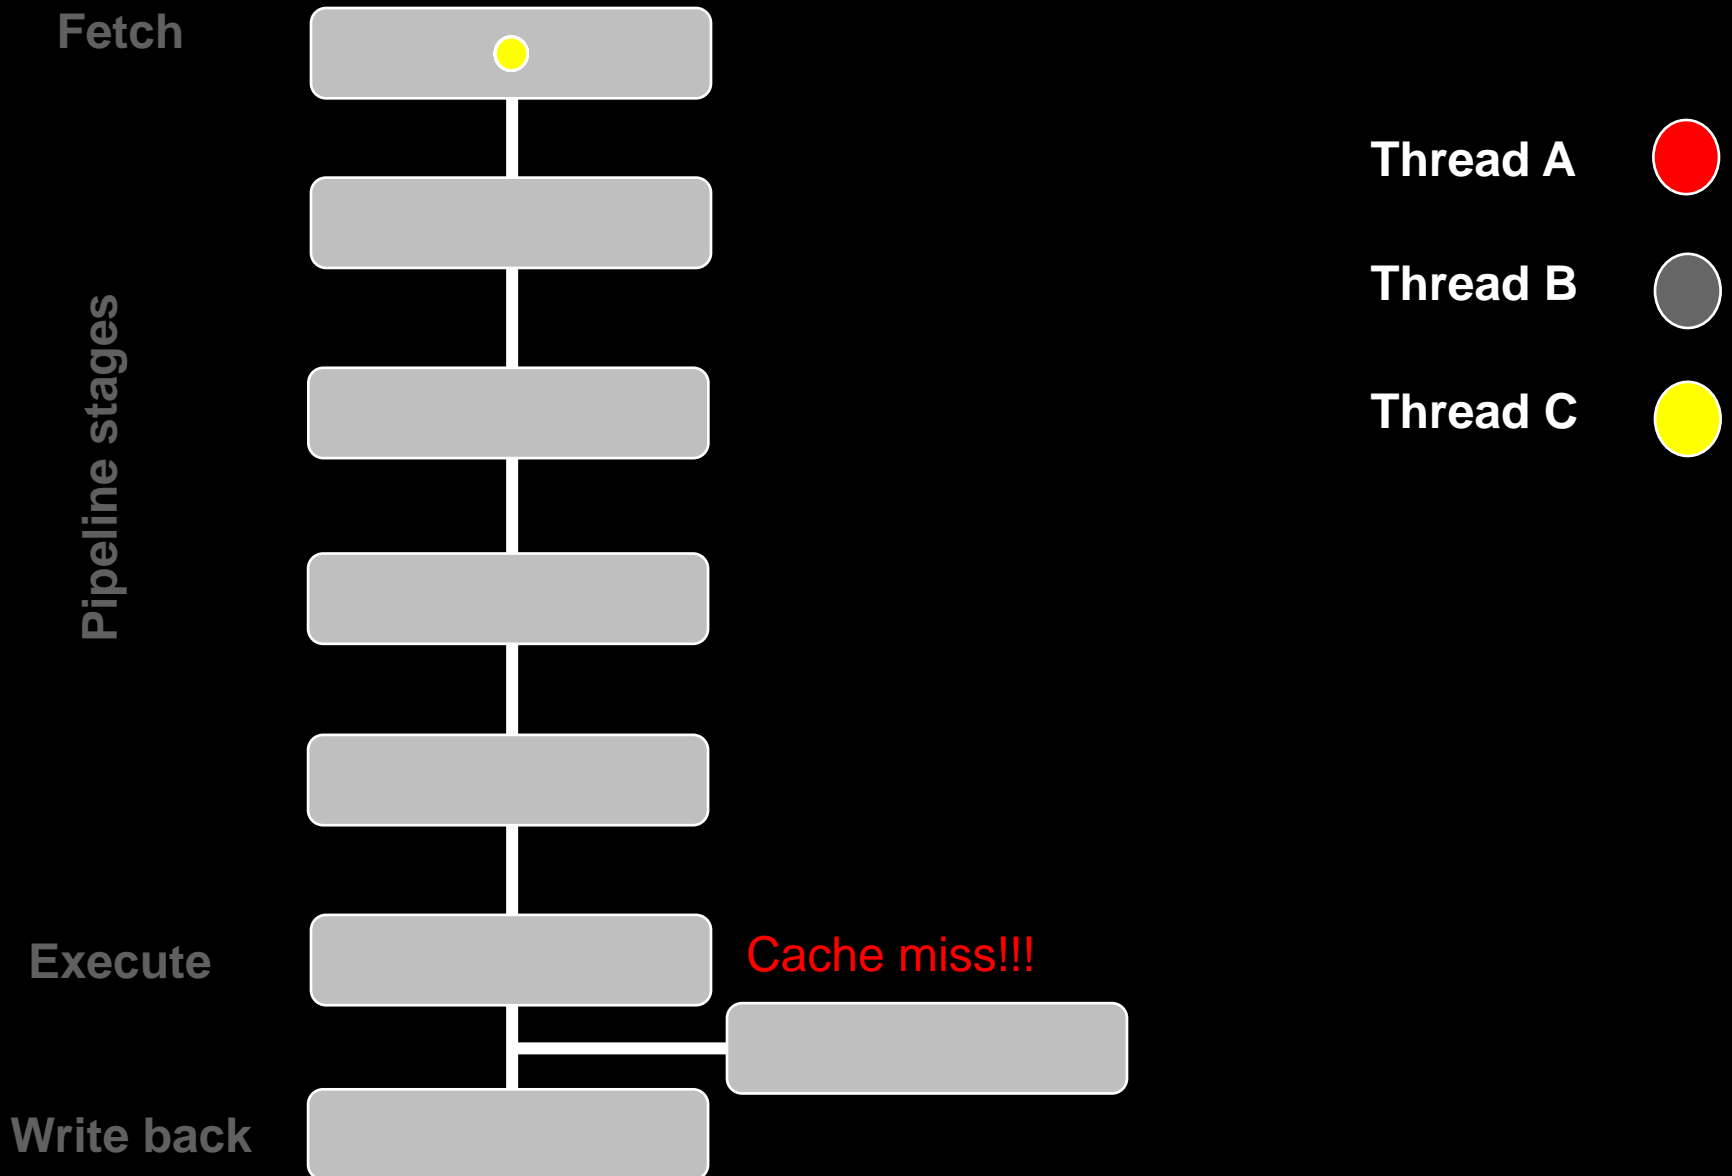 Fetch
Thread A
Thread B
Thread C
Pipeline stages
Execute
Cache miss!!!
Write back